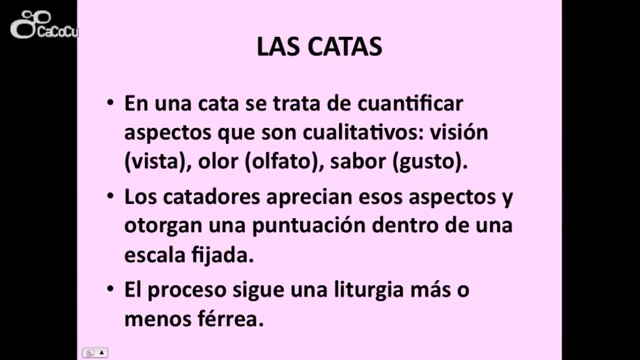 CaCoCu
LAS CATAS
• En una cata se trata de cuantificar
aspectos que son cualitativos: visión
(vista), olor (olfato), sabor (gusto).
• Los catadores aprecian esos aspectos y
otorgan una puntuación dentro de una
escala fijada.
• El proceso sigue una liturgia más o
menos férrea.